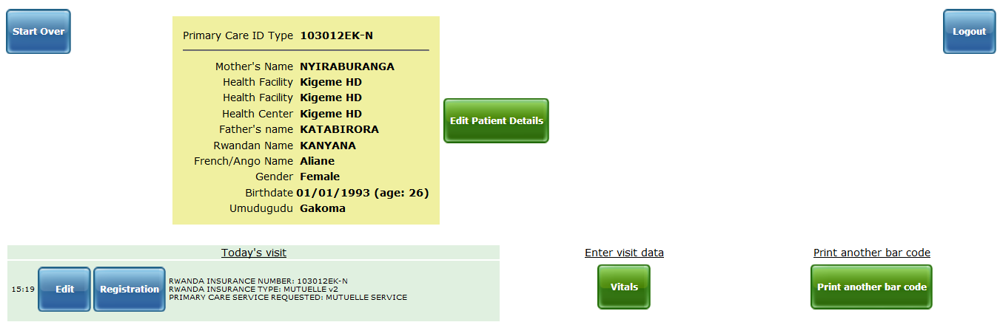 Start Over
Logout
Primary Care ID Type 103012EK-N
Mother's Name NYIRABURANGA
Health Facility Kigeme HD
Health Facility Kigeme HD
Health Center Kigeme HD
Father's name KATABIRORA
Rwandan Name KANYANA
French/Ango Name Aliane
Gender Female
Birthdate 01/01/1993 (age: 26)
Umudugudu Gakoma
Edit Patient Details
Today's visit
15:19 Edit Registration
RWANDA INSURANCE NUMBER: 103012EK-N
RWANDA INSURANCE TYPE: MUTUELLE v2
PRIMARY CARE SERVICE REQUESTED: MUTUELLE SERVICE
Enter visit data
Vitals
Print another bar code
Print another bar code